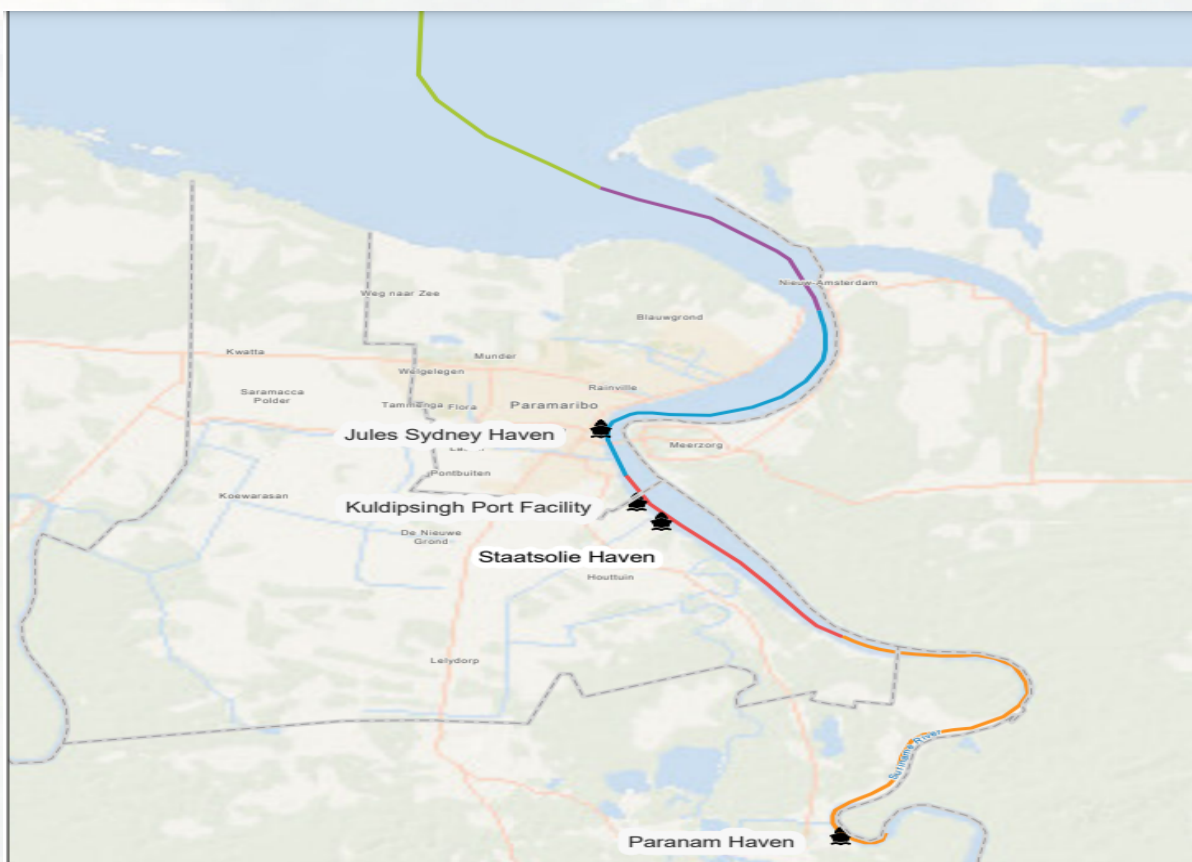 Nieuw-Amsterdam
Weg naar Zee
Blauwgrond
Kwatta
Munder
Welgelegen
Rainville
Saramacca
Polder
Tammenga
Flora
Paramaribo
Jules Sydney Haven
Meerzorg
Pontbuiten
Koewarasan
Kuldipsingh Port Facility
De Nieuwe
Grond
Staatsolie Haven
Houttuin
Lelydorp
Suriname River
Paranam Haven